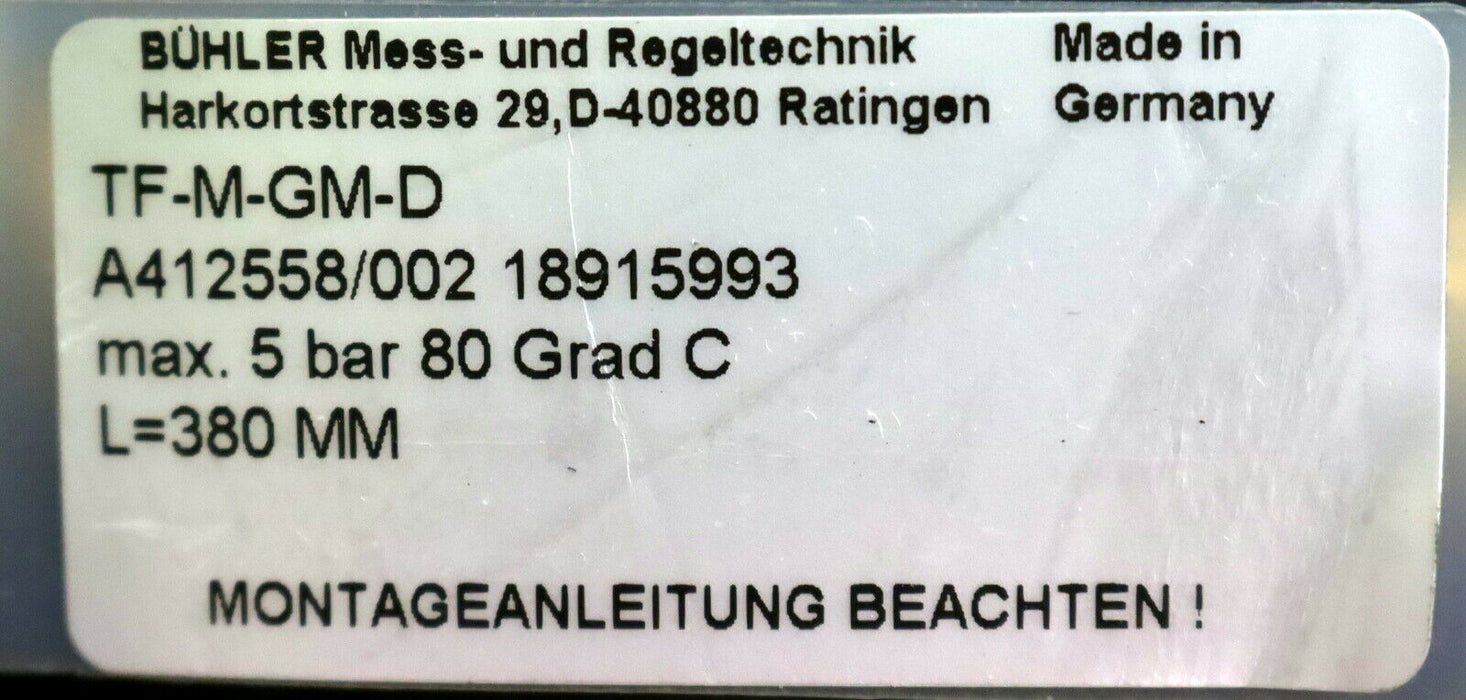 BÜHLER Mess- und Regeltechnik Made in
Harkortstrasse 29,D-40880 Ratingen Germany
TF-M-GM-D
A412558/002 18915993
max. 5 bar 80 Grad C
L=380 MM
MONTAGEANLEITUNG BEACHTEN !